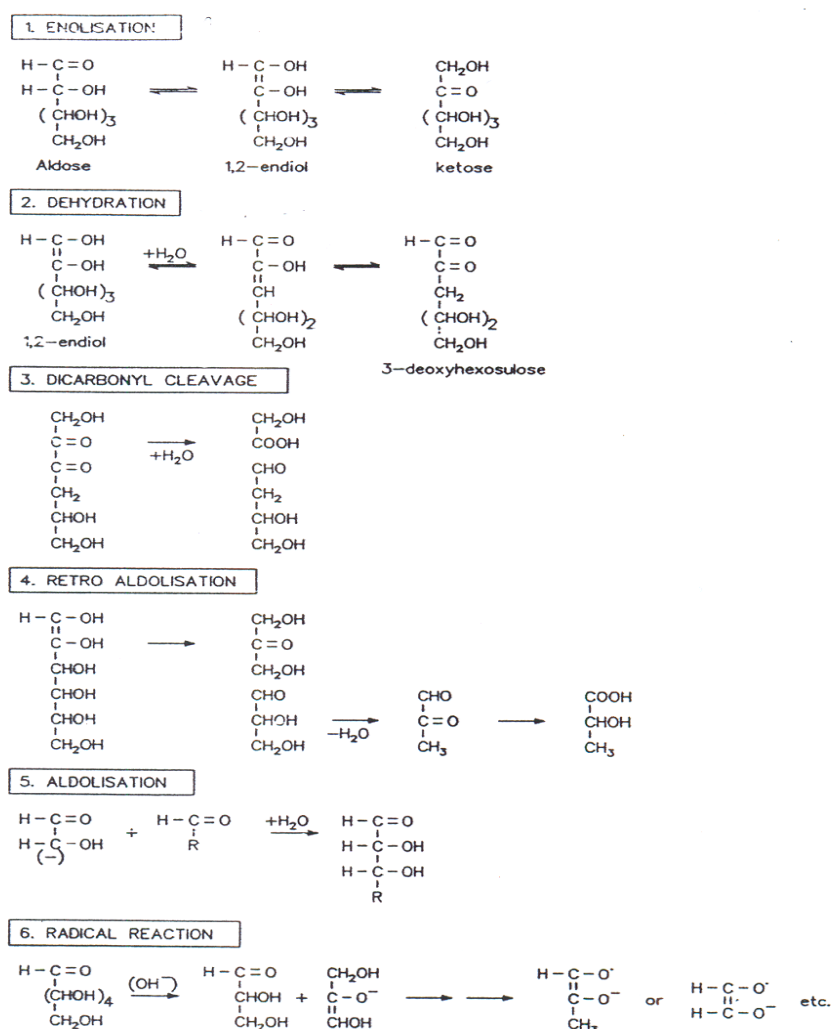 1. ENOLISATION
H-C=O H-C-OH CH2OH
H-C-OH C-OH C=O
(CHOH)3 (CHOH)3 (CHOH)3
CH2OH CH2OH CH2OH
Aldose 1,2-endiol ketose
2. DEHYDRATION
H-C-OH +H2O H-C=O H-C=O
C-OH C-OH C=O
(CHOH)3 CH CH2
CH2OH (CHOH)2 (CHOH)2
1,2-endiol CH2OH CH2OH
3-deoxyhexosulose
3. DICARBONYL CLEAVAGE
CH2OH CH2OH
C=O +H2O COOH
C=O CHO
CH2 CH2
CHOH CHOH
CH2OH CH2OH
4. RETRO ALDOLISATION
H-C-OH CH2OH
C-OH C=O
CHOH CH2OH
CHOH CHO CHO COOH
CHOH CHOH -H2O C=O CHOH
CH2OH CH2OH CH3 CH3
5. ALDOLISATION
H-C=O + H-C=O +H2O H-C=O
H-C-OH R H-C-OH
(-) H-C-OH
R
6. RADICAL REACTION
H-C=O (OH-) H-C=O CH2OH H-C-O·
(CHOH)4 CHOH + C-O- C-O- or H-C-O· etc.
CH2OH CH2OH CHOH CH3 H-C-O-